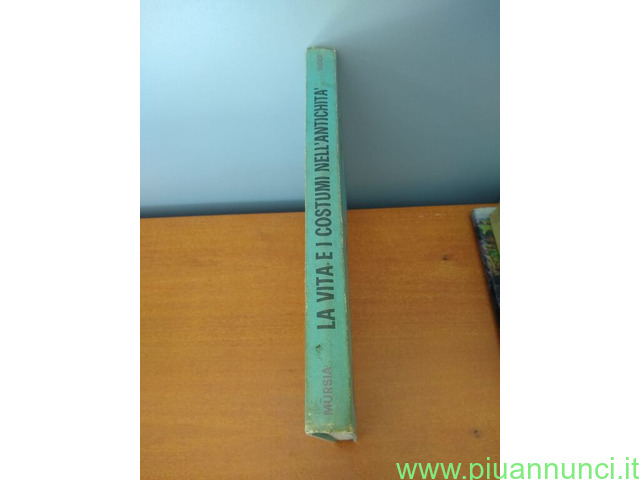 LA VITA E I COSTUMI NELL'ANTICHITA'
MURSIA
www.piuannunci.it